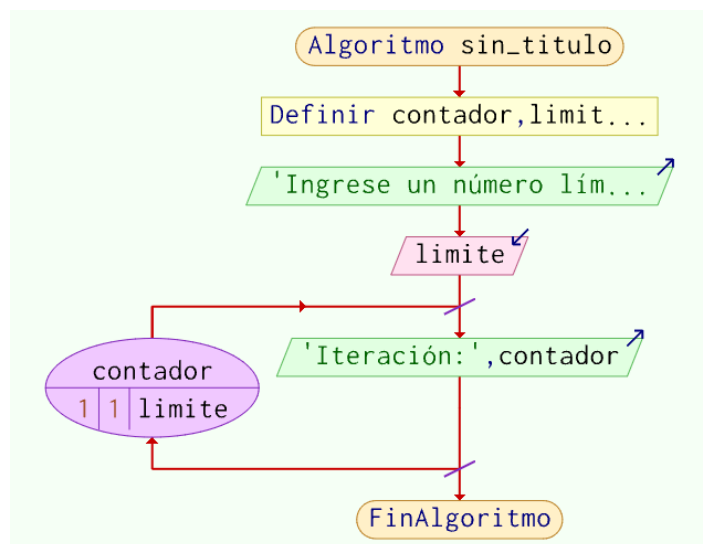 Algoritmo sin_titulo
Definir contador,limit...
'Ingrese un número lím...
limite
'Iteración:',contador
contador
1 1 limite
FinAlgoritmo